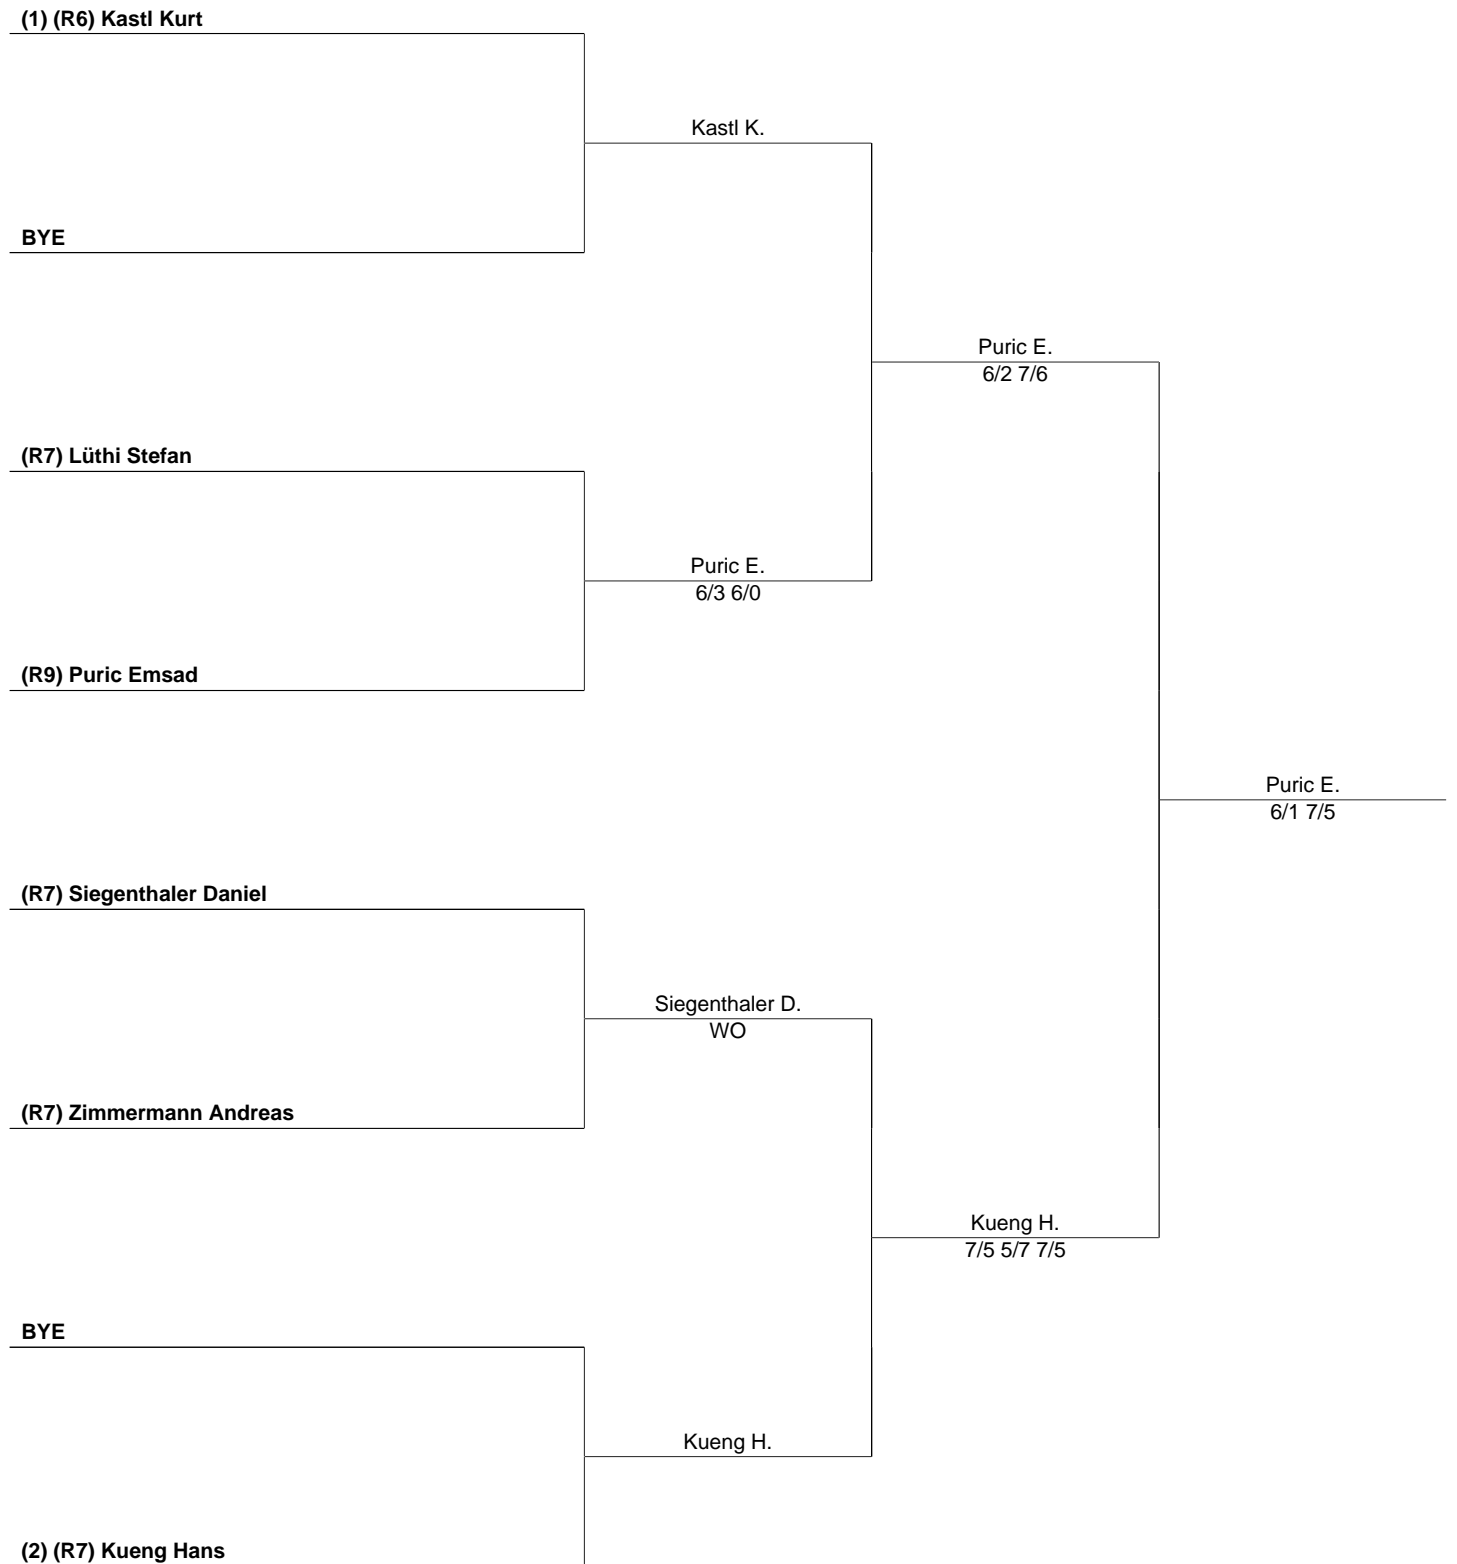 (1) (R6) Kastl Kurt
Kastl K.
BYE
Puric E.
6/2 7/6
(R7) Lüthi Stefan
Puric E.
6/3 6/0
(R9) Puric Emsad
Puric E.
6/1 7/5
(R7) Siegenthaler Daniel
Siegenthaler D.
WO
(R7) Zimmermann Andreas
Kueng H.
7/5 5/7 7/5
BYE
Kueng H.
(2) (R7) Kueng Hans